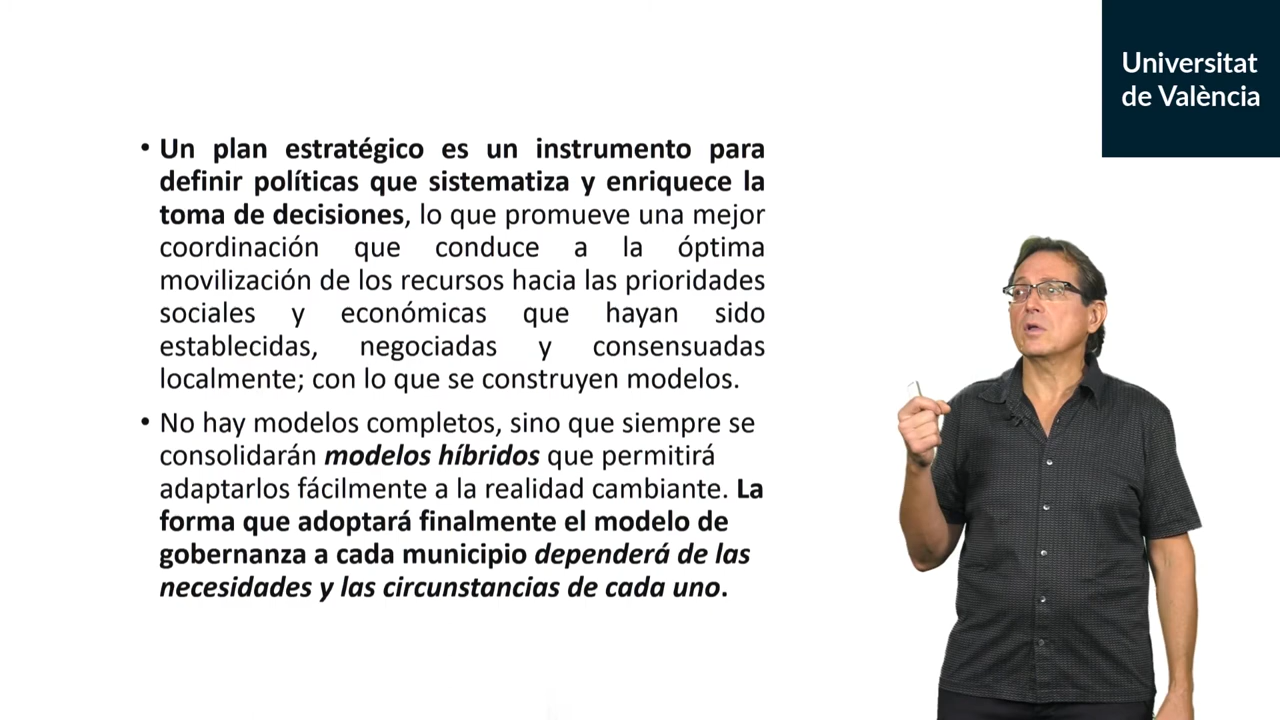 Universitat
de València
• Un plan estratégico es un instrumento para
definir políticas que sistematiza y enriquece la
toma de decisiones, lo que promueve una mejor
coordinación que conduce a la óptima
movilización de los recursos hacia las prioridades
sociales y económicas que hayan sido
establecidas, negociadas y consensuadas
localmente; con lo que se construyen modelos.
• No hay modelos completos, sino que siempre se
consolidarán modelos híbridos que permitirá
adaptarlos fácilmente a la realidad cambiante. La
forma que adoptará finalmente el modelo de
gobernanza a cada municipio dependerá de las
necesidades y las circunstancias de cada uno.